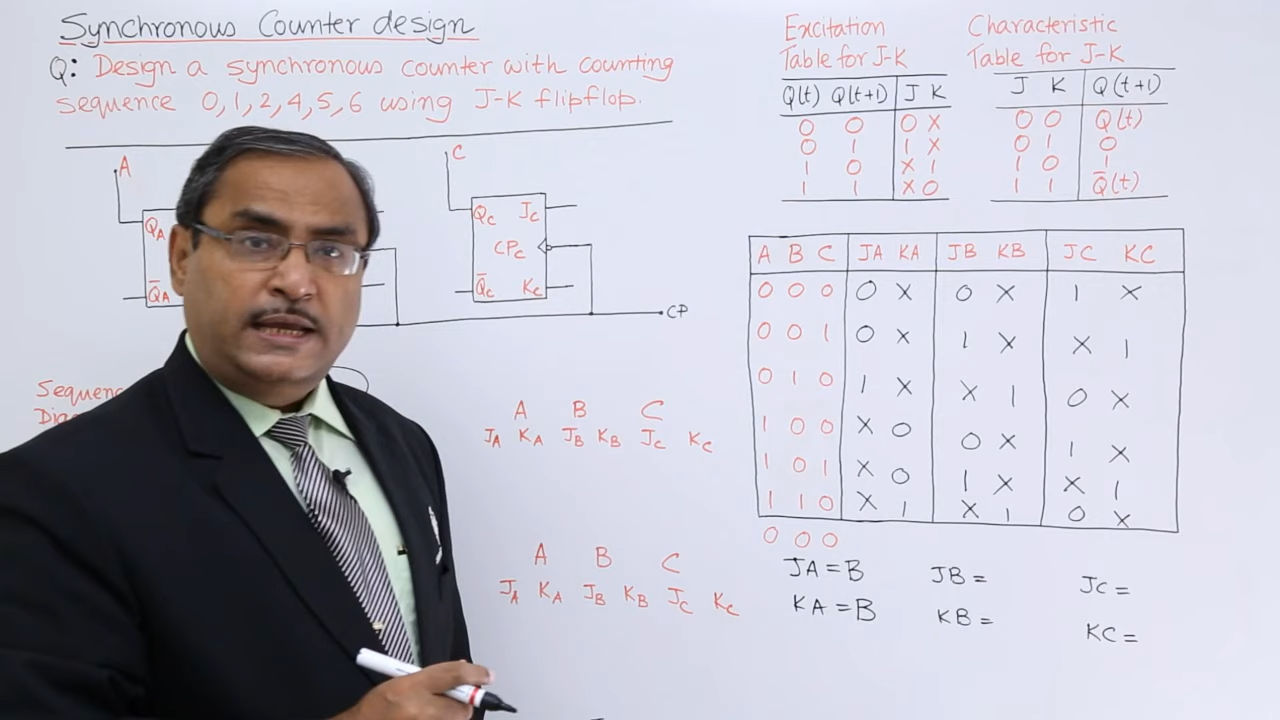 Synchronous Counter design
Q: Design a synchronous counter with counting
sequence 0,1,2,4,5,6 using J-K flipflop.
A
C
QA
Q̅A
QC JC
CPC
Q̅C KC
CP
A B C
JA KA JB KB JC KC
A B C
JA KA JB KB JC KC
Excitation
Table for J-K
Q(t) Q(t+1) J K
0 0 0 X
0 1 1 X
1 0 X 1
1 1 X 0
Characteristic
Table for J-K
J K Q(t+1)
0 0 Q(t)
0 1 0
1 0 1
1 1 Q̅(t)
A B C JA KA JB KB JC KC
0 0 0 0 X 0 X 1 X
0 0 1 0 X 1 X X 1
0 1 0 1 X X 1 0 X
1 0 0 X 0 0 X 1 X
1 0 1 X 0 1 X X 1
1 1 0 X 1 X 1 0 X
0 0 0
JA = B JB = JC =
KA = B KB = KC =